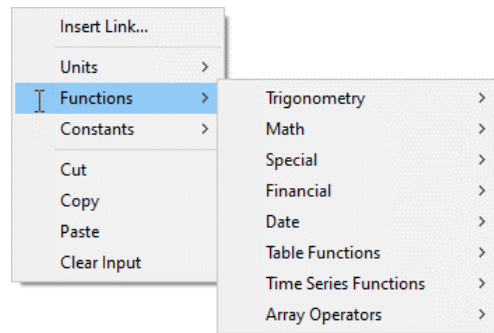 Insert Link...
Units
Functions
Constants
Cut
Copy
Paste
Clear Input
Trigonometry
Math
Special
Financial
Date
Table Functions
Time Series Functions
Array Operators